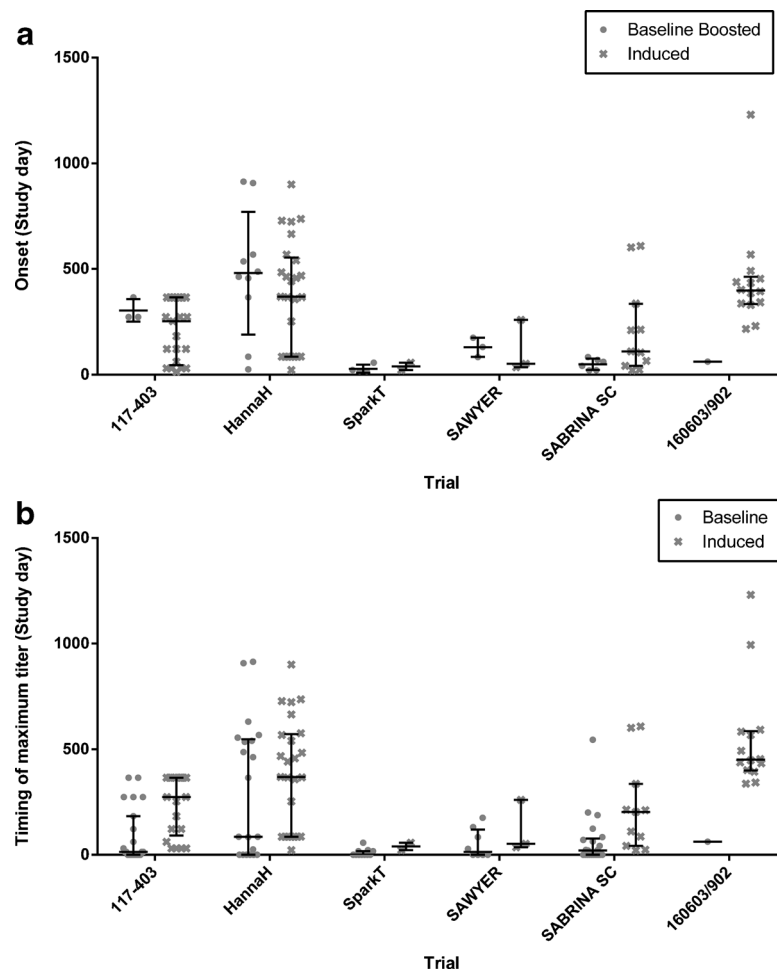 a
Baseline Boosted
Induced
1500
1000
500
0
Onset (Study day)
117-403
HannaH
SparkT
SAWYER
SABRINA SC
160603/902
Trial
b
Baseline
Induced
1500
1000
500
0
Timing of maximum titer (Study day)
117-403
HannaH
SparkT
SAWYER
SABRINA SC
160603/902
Trial